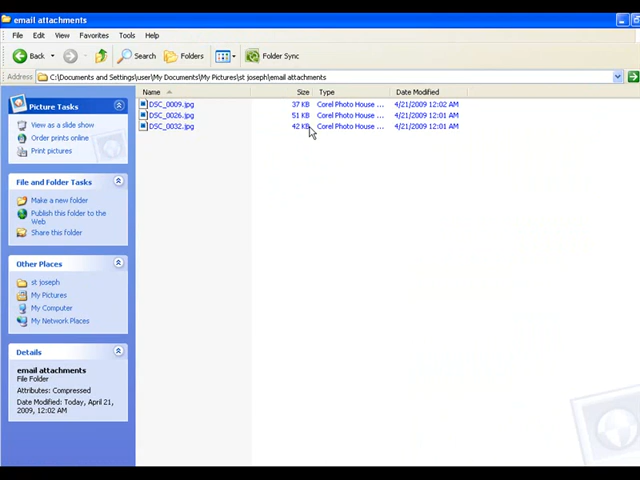 email attachments
File Edit View Favorites Tools Help
Back Search Folders Folder Sync
Address C:\Documents and Settings\user\My Documents\My Pictures\st joseph\email attachments Go
Name Size Type Date Modified
DSC_0009.jpg 37 KB Corel Photo House ... 4/21/2009 12:02 AM
DSC_0026.jpg 51 KB Corel Photo House ... 4/21/2009 12:01 AM
DSC_0032.jpg 42 KB Corel Photo House ... 4/21/2009 12:01 AM
Picture Tasks
View as a slide show
Order prints online
Print pictures
File and Folder Tasks
Make a new folder
Publish this folder to the
Web
Share this folder
Other Places
st joseph
My Pictures
My Computer
My Network Places
Details
email attachments
File Folder
Attributes: Compressed
Date Modified: Today, April 21,
2009, 12:02 AM